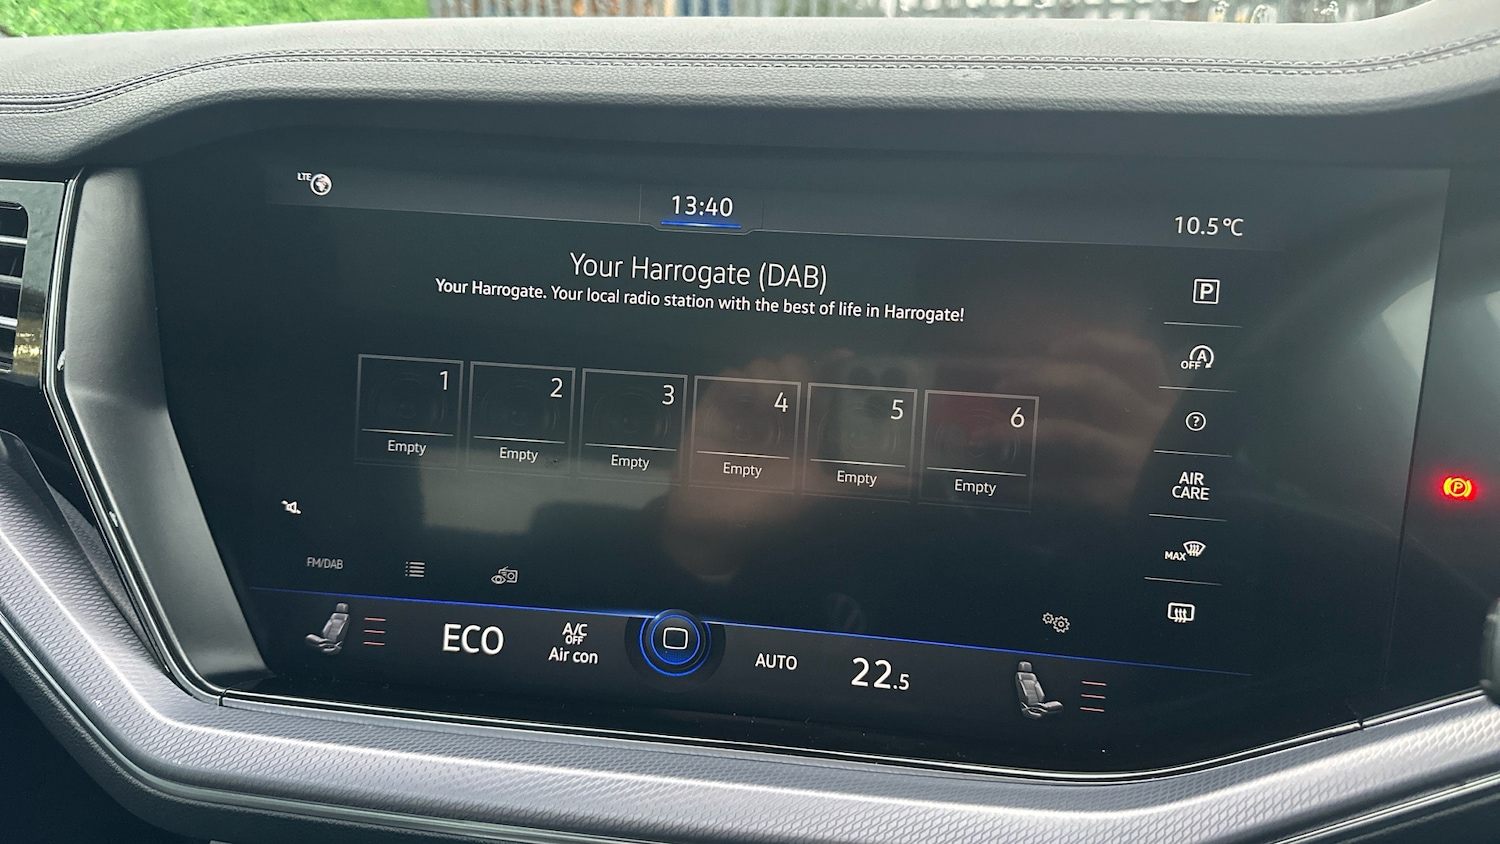 LTE
13:40
10.5°C
Your Harrogate (DAB)
Your Harrogate. Your local radio station with the best of life in Harrogate!
1
Empty
2
Empty
3
Empty
4
Empty
5
Empty
6
Empty
P
A
OFF
?
AIR
CARE
MAX
P
FM/DAB
ECO
A/C
OFF
Air con
AUTO
22.5